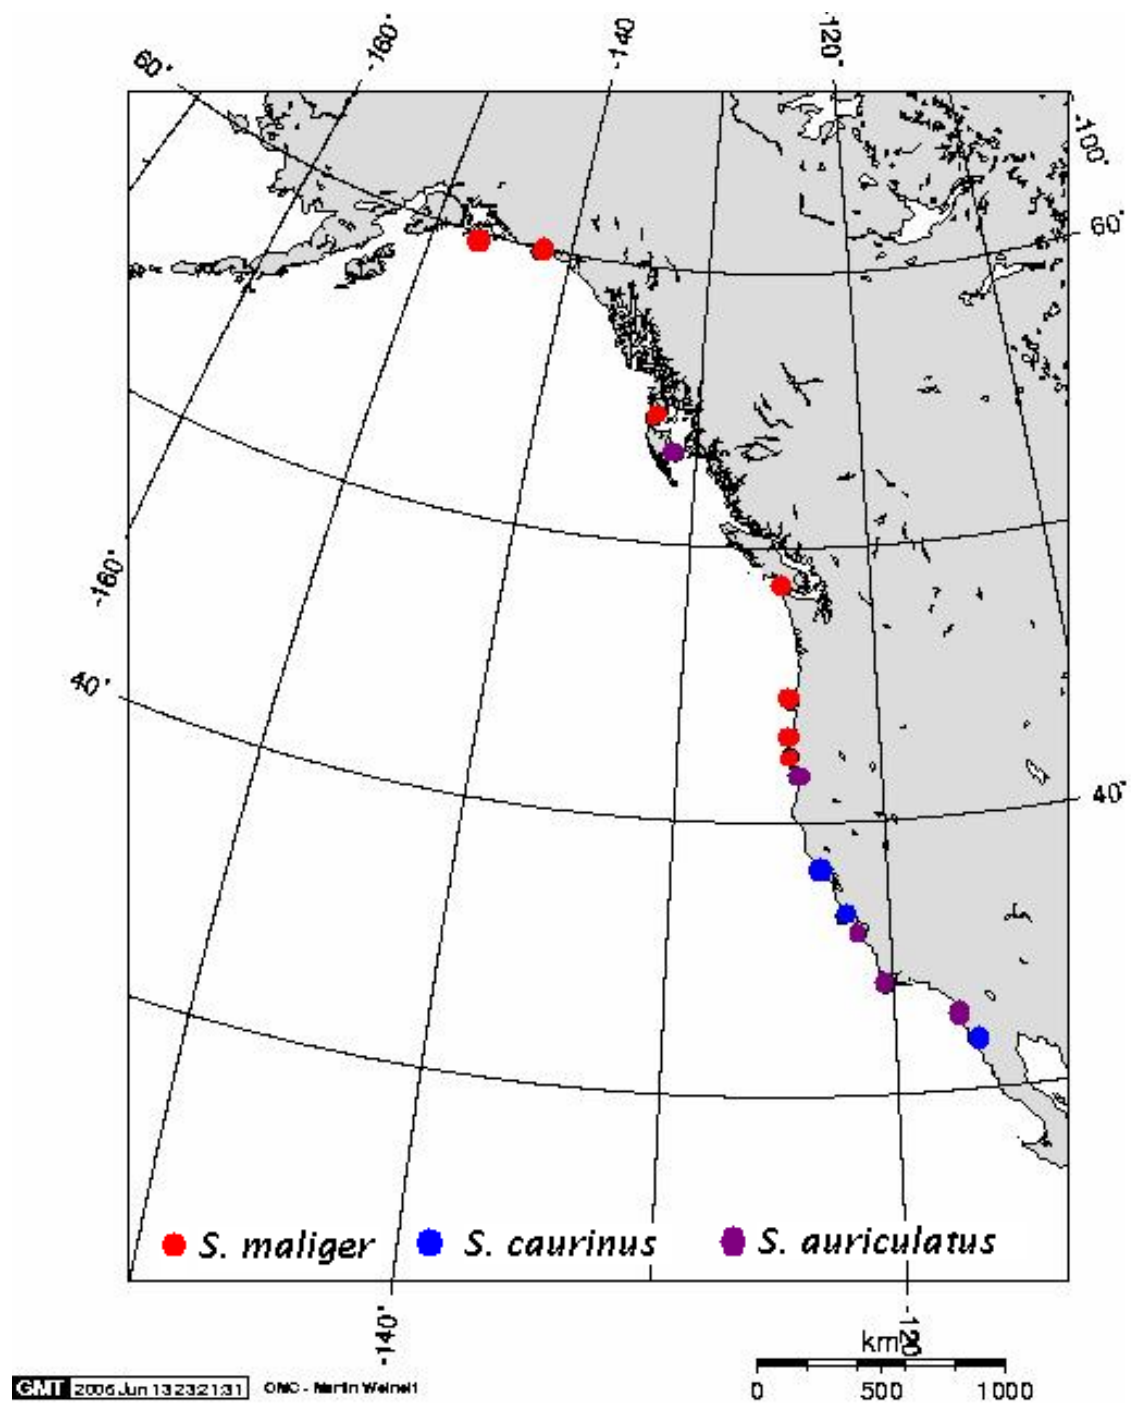 -160°
-140
-120°
60°
-100°
60°
-160°
40°
40°
S. maliger S. caurinus S. auriculatus
-140°
-120
km
0 500 1000
GMT 2006 Jun 13 23:21:31 OMC - Martin Weinelt